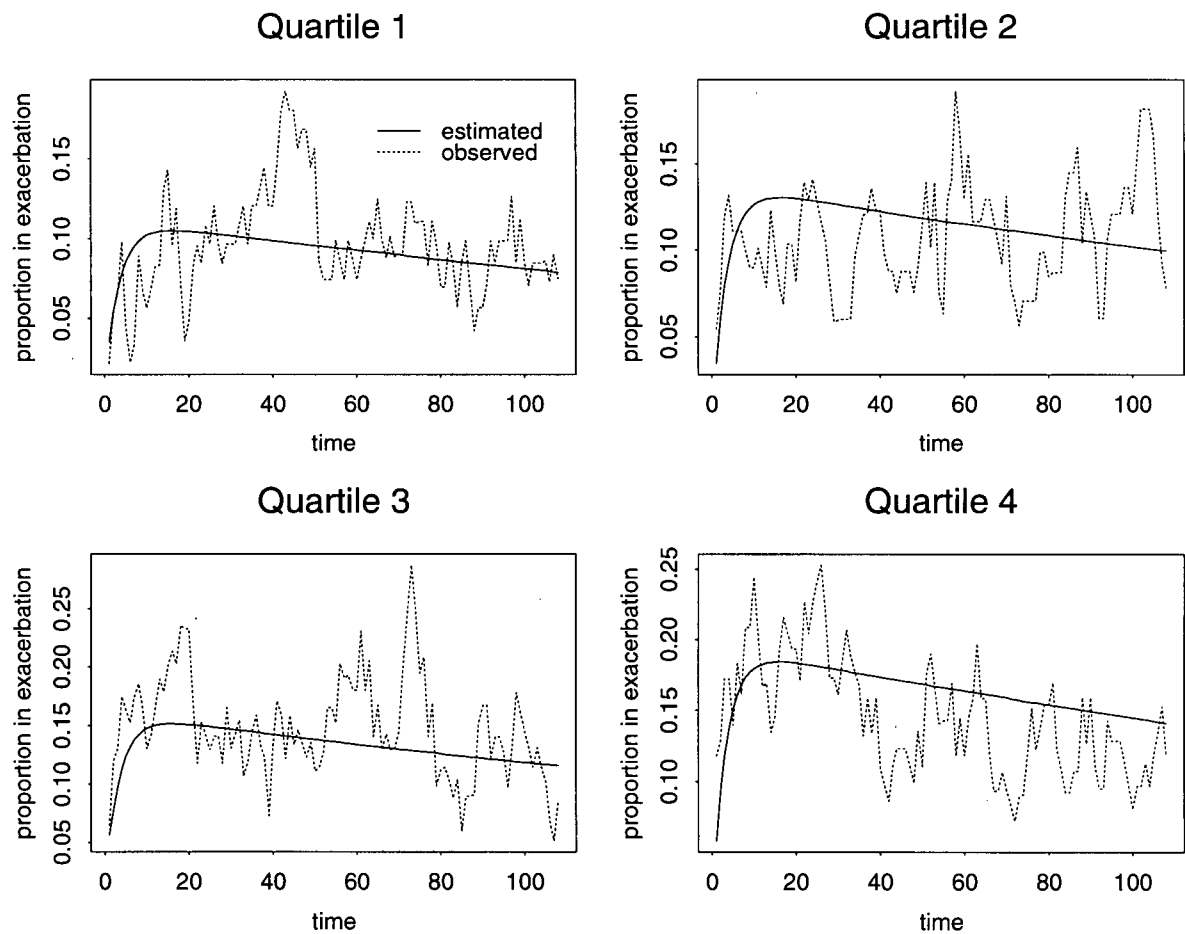 Quartile 1
proportion in exacerbation
0.05 0.10 0.15
estimated
observed
0 20 40 60 80 100
time
Quartile 2
proportion in exacerbation
0.05 0.10 0.15
0 20 40 60 80 100
time
Quartile 3
proportion in exacerbation
0.05 0.10 0.15 0.20 0.25
0 20 40 60 80 100
time
Quartile 4
proportion in exacerbation
0.10 0.15 0.20 0.25
0 20 40 60 80 100
time